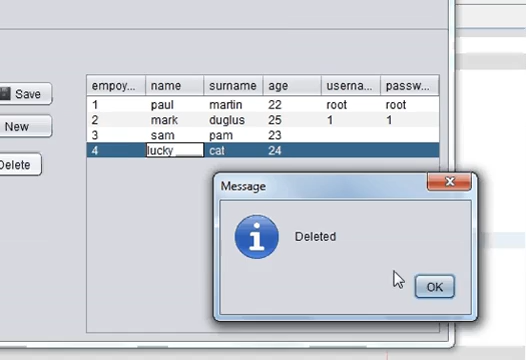 empoy... name surname age userna... passw...
Save
1 paul martin 22 root root
New
2 mark duglus 25 1 1
3 sam pam 23
Delete
4 lucky cat 24
Message
Deleted
OK